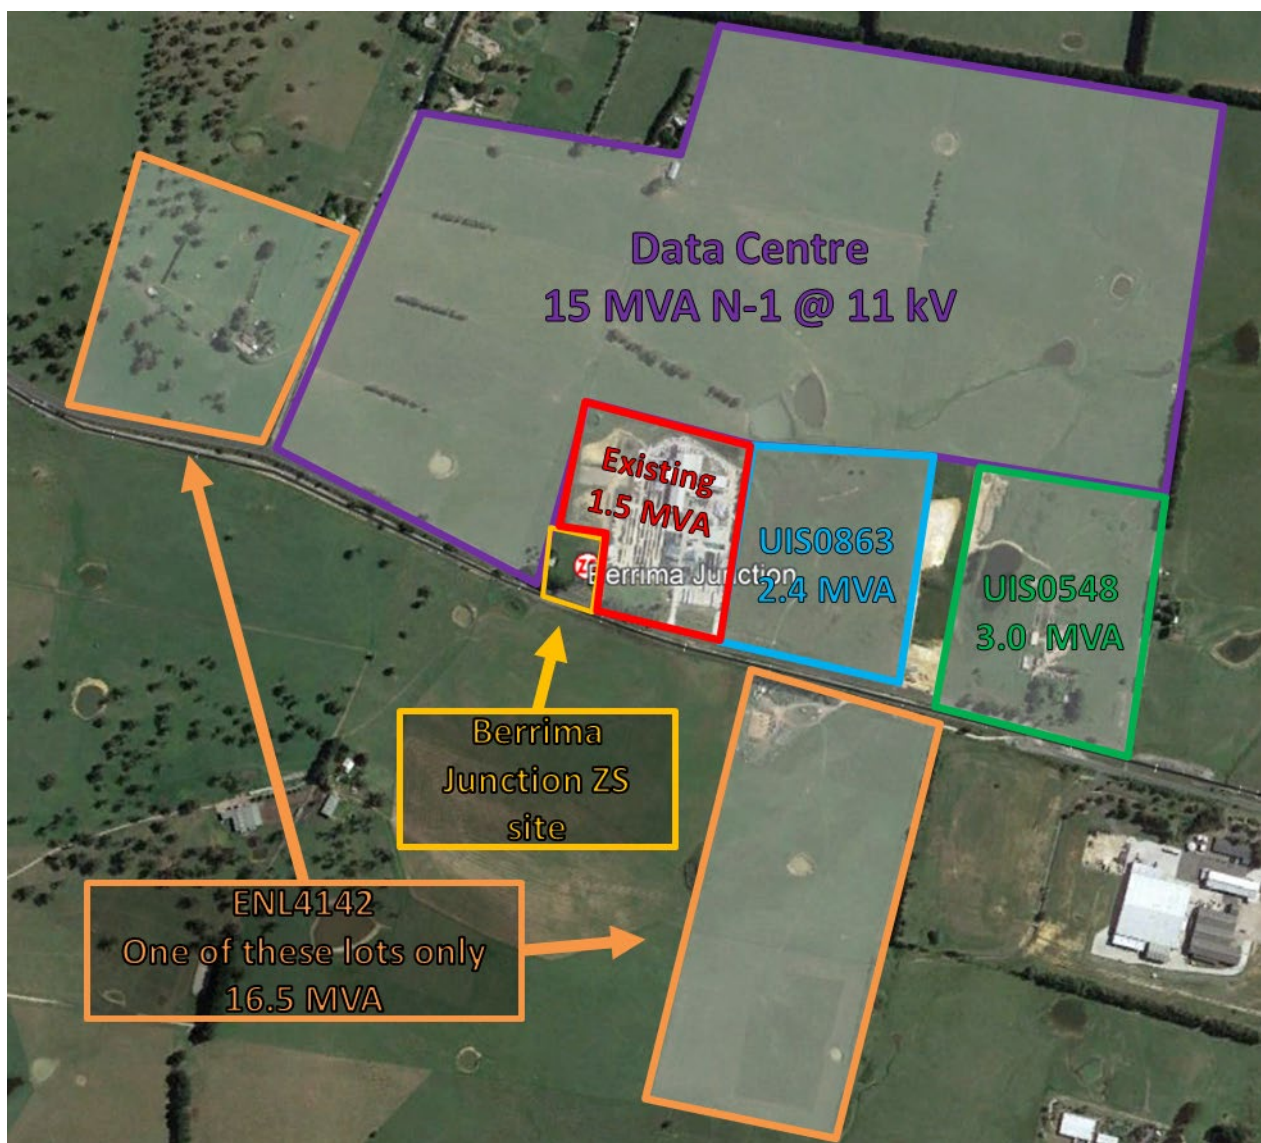 Data Centre
15 MVA N-1 @ 11 kV
Existing
1.5 MVA
UIS0863
2.4 MVA
UIS0548
3.0 MVA
Z
Berrima Junction
Berrima
Junction ZS
site
ENL4142
One of these lots only
16.5 MVA